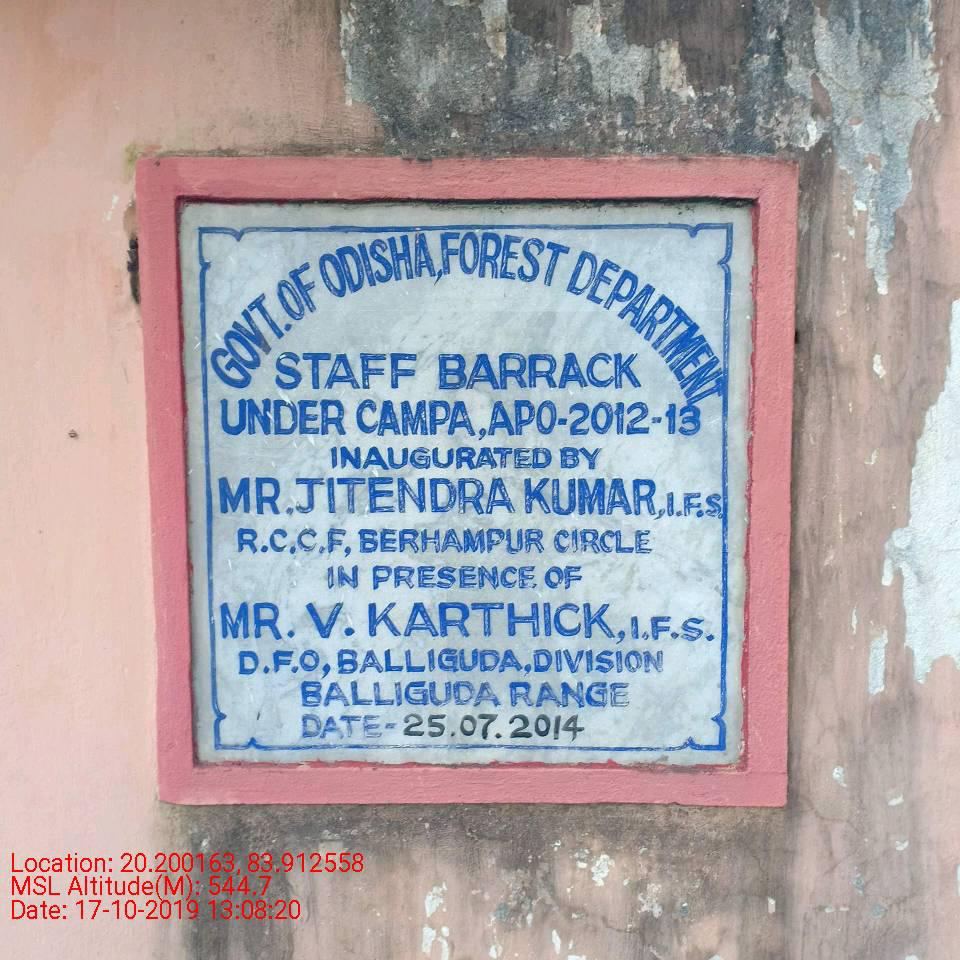 GOVT. OF ODISHA, FOREST DEPARTMENT
STAFF BARRACK
UNDER CAMPA, APO-2012-13
INAUGURATED BY
MR. JITENDRA KUMAR, I.F.S.
R.C.C.F, BERHAMPUR CIRCLE
IN PRESENCE OF
MR. V. KARTHICK, I.F.S.
D.F.O, BALLIGUDA, DIVISION
BALLIGUDA RANGE
DATE- 25.07.2014
Location: 20.200163, 83.912558
MSL Altitude(M): 544.7
Date: 17-10-2019 13:08:20